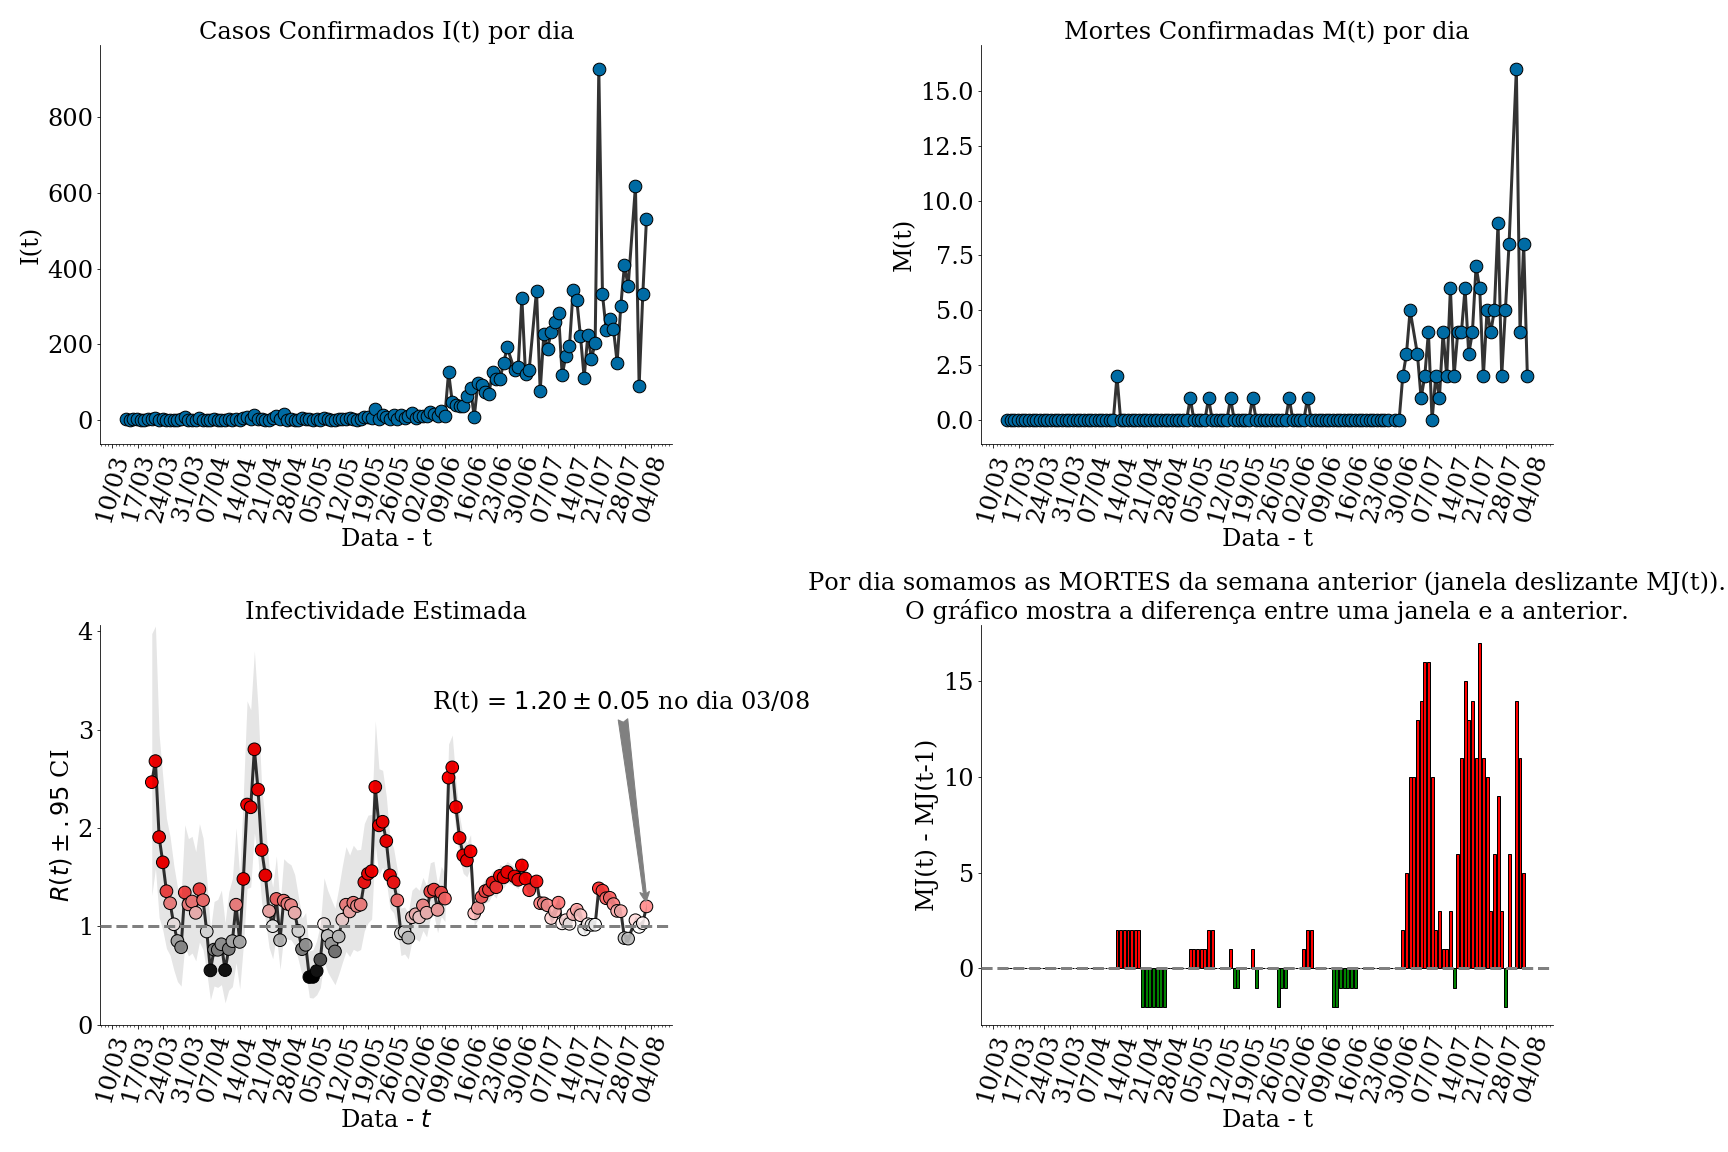 Casos Confirmados I(t) por dia
I(t)
800
600
400
200
0
10/03 17/03 24/03 31/03 07/04 14/04 21/04 28/04 05/05 12/05 19/05 26/05 02/06 09/06 16/06 23/06 30/06 07/07 14/07 21/07 28/07 04/08
Data - t
Mortes Confirmadas M(t) por dia
M(t)
15.0
12.5
10.0
7.5
5.0
2.5
0.0
10/03 17/03 24/03 31/03 07/04 14/04 21/04 28/04 05/05 12/05 19/05 26/05 02/06 09/06 16/06 23/06 30/06 07/07 14/07 21/07 28/07 04/08
Data - t
Infectividade Estimada
R(t) ± .95 CI
4
3
2
1
0
R(t) = 1.20 ± 0.05 no dia 03/08
10/03 17/03 24/03 31/03 07/04 14/04 21/04 28/04 05/05 12/05 19/05 26/05 02/06 09/06 16/06 23/06 30/06 07/07 14/07 21/07 28/07 04/08
Data - t
Por dia somamos as MORTES da semana anterior (janela deslizante MJ(t)).
O gráfico mostra a diferença entre uma janela e a anterior.
MJ(t) - MJ(t-1)
15
10
5
0
10/03 17/03 24/03 31/03 07/04 14/04 21/04 28/04 05/05 12/05 19/05 26/05 02/06 09/06 16/06 23/06 30/06 07/07 14/07 21/07 28/07 04/08
Data - t